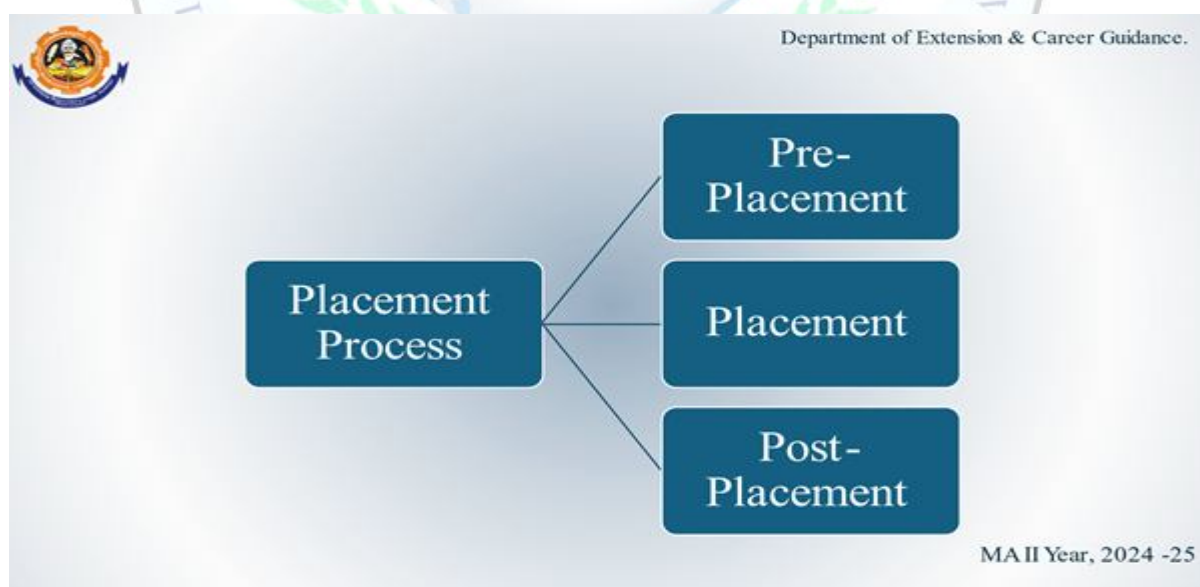 Department of Extension & Career Guidance.
Pre-
Placement
Placement
Process
Placement
Post-
Placement
MA II Year, 2024 -25